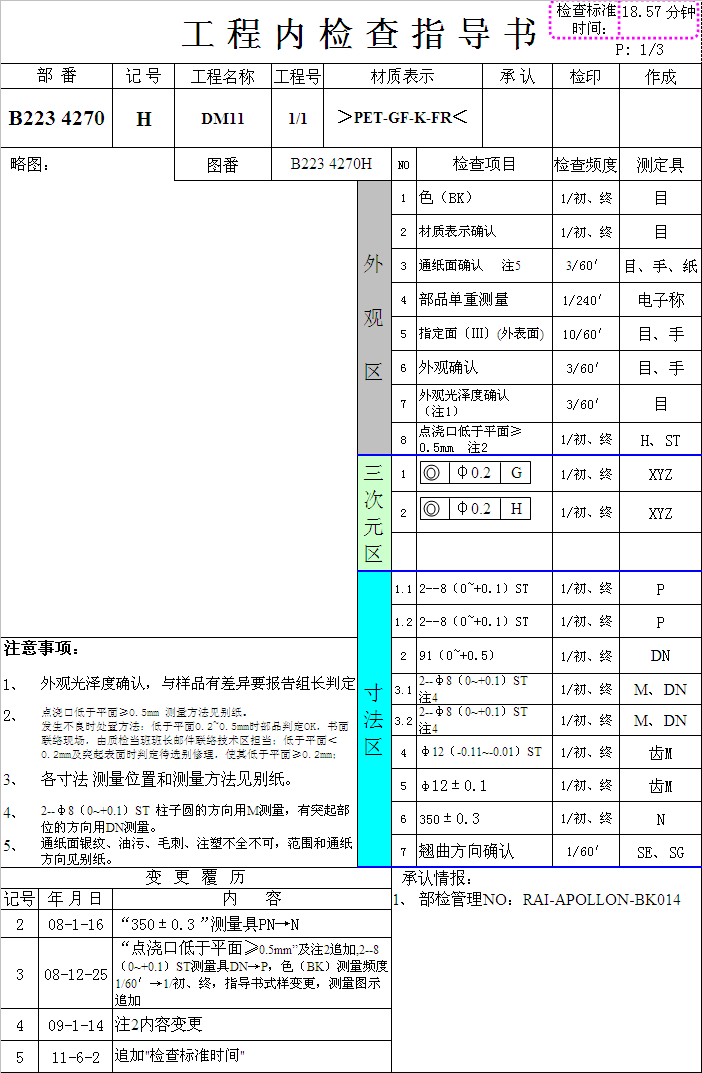 工程内检查指导书
检查标准时间： 18.57 分钟
P: 1/3
部 番 记 号 工程名称 工程号 材质表示 承 认 检印 作成
B223 4270 H DM11 1/1 ＞PET-GF-K-FR＜
略图： 图番 B223 4270H NO 检查项目 检查频度 测定具
外观区
1 色（BK） 1/初、终 目
2 材质表示确认 1/初、终 目
3 通纸面确认 注5 3/60′ 目、手、纸
4 部品单重测量 1/240′ 电子称
5 指定面〔III〕(外表面) 10/60′ 目、手
6 外观确认 3/60′ 目、手
7 外观光泽度确认
（注1） 3/60′ 目
8 点浇口低于平面≥
0.5mm 注2 1/初、终 H、ST
三次元区
1 ◎ φ0.2 G 1/初、终 XYZ
2 ◎ φ0.2 H 1/初、终 XYZ
寸法区
1.1 2--8（0~+0.1）ST 1/初、终 P
1.2 2--8（0~+0.1）ST 1/初、终 P
2 91（0~+0.5） 1/初、终 DN
3.1 2--φ8（0~+0.1）ST
注4 1/初、终 M、DN
3.2 2--φ8（0~+0.1）ST
注4 1/初、终 M、DN
4 φ12（-0.11~-0.01）ST 1/初、终 齿M
5 φ12±0.1 1/初、终 齿M
6 350±0.3 1/初、终 N
7 翘曲方向确认 1/60′ SE、SG
注意事项：
1、 外观光泽度确认，与样品有差异要报告组长判定
2、 点浇口低于平面≥0.5mm 测量方法见别纸。
发生不良时处置方法：低于平面0.2~0.5mm时部品判定OK，书面
联络现场，由质检当班班长部件联络技术区担当；低于平面＜
0.2mm及突起表面时判定待选别修理，使其低于平面≥0.2mm；
3、 各寸法 测量位置和测量方法见别纸。
4、 2--φ8（0~+0.1）ST 柱子圆的方向用M测量，有突起部
位的方向用DN测量。
5、 通纸面银纹、油污、毛刺、注塑不全不可，范围和通纸
方向见别纸。
变 更 覆 历
记号 年 月 日 内 容
2 08-1-16 “350±0.3 ”测量具PN→N
3 08-12-25 “点浇口低于平面≥0.5mm”及注2追加,2--8
（0~+0.1）ST测量具DN→P，色（BK）测量频度
1/60′→1/初、终，指导书式样变更，测量图示
追加
4 09-1-14 注2内容变更
5 11-6-2 追加"检查标准时间"
承认情报：
1、 部检管理NO：RAI-APOLLON-BK014